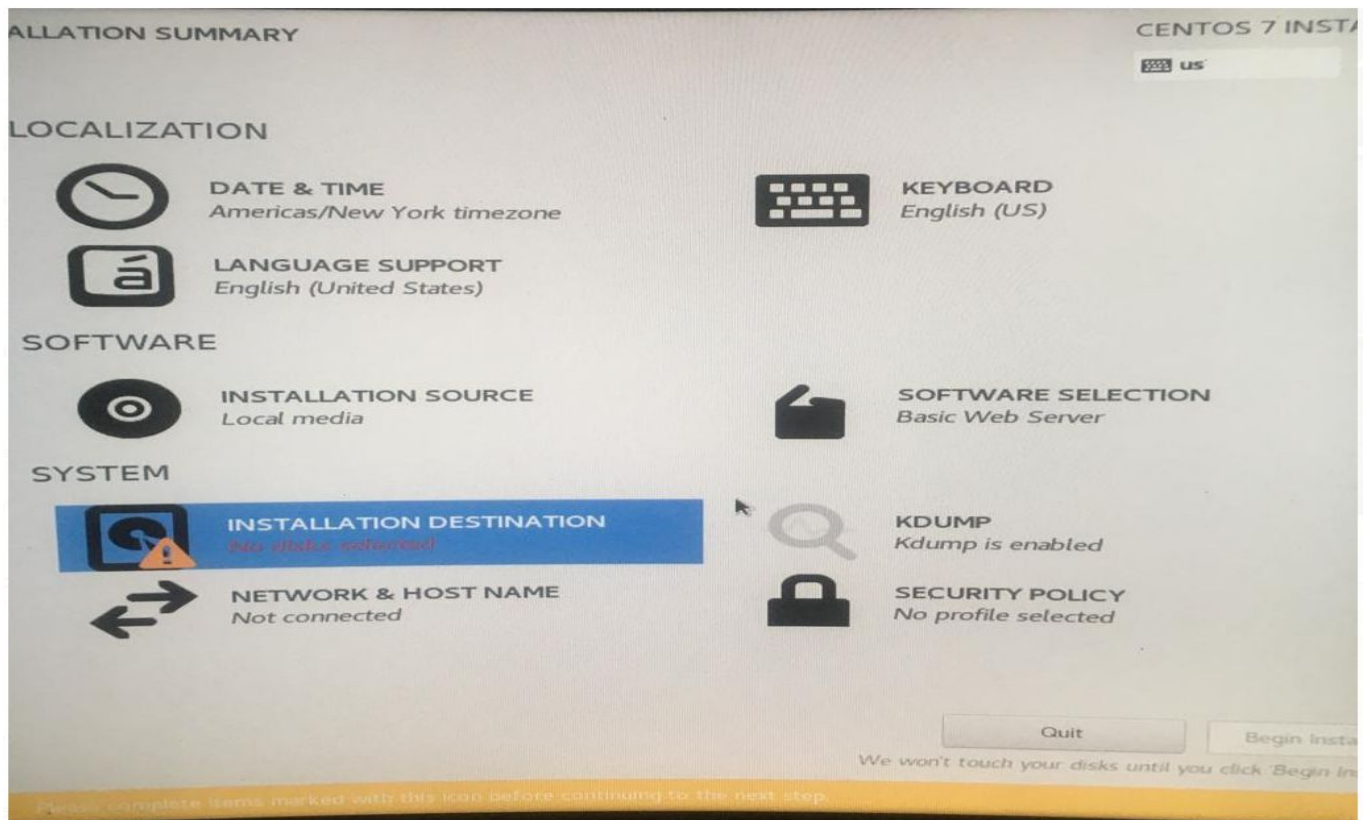 ALLATION SUMMARY
CENTOS 7 INSTA
us
LOCALIZATION
DATE & TIME
Americas/New York timezone
KEYBOARD
English (US)
á
LANGUAGE SUPPORT
English (United States)
SOFTWARE
INSTALLATION SOURCE
Local media
SOFTWARE SELECTION
Basic Web Server
SYSTEM
INSTALLATION DESTINATION
No disks selected
KDUMP
Kdump is enabled
NETWORK & HOST NAME
Not connected
SECURITY POLICY
No profile selected
Quit
Begin Insta
We won't touch your disks until you click 'Begin In
Please complete items marked with this icon before continuing to the next step.